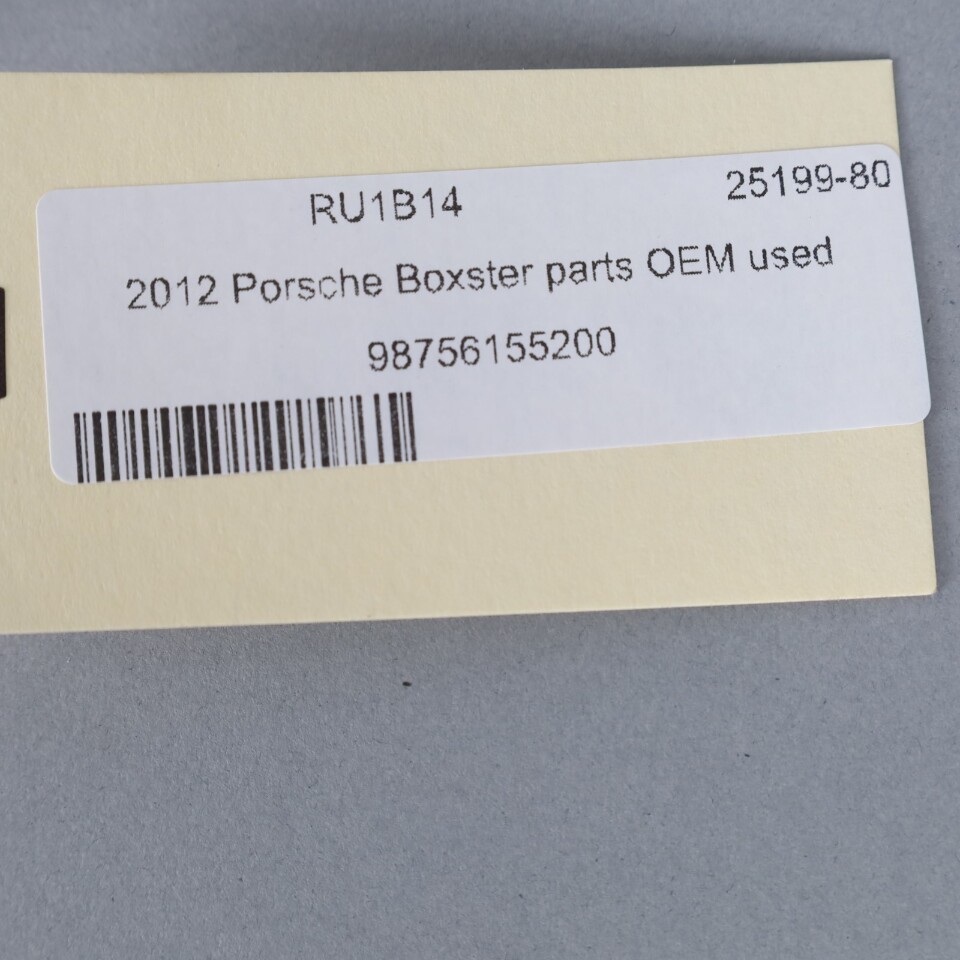 RU1B14 25199-80
2012 Porsche Boxster parts OEM used
98756155200